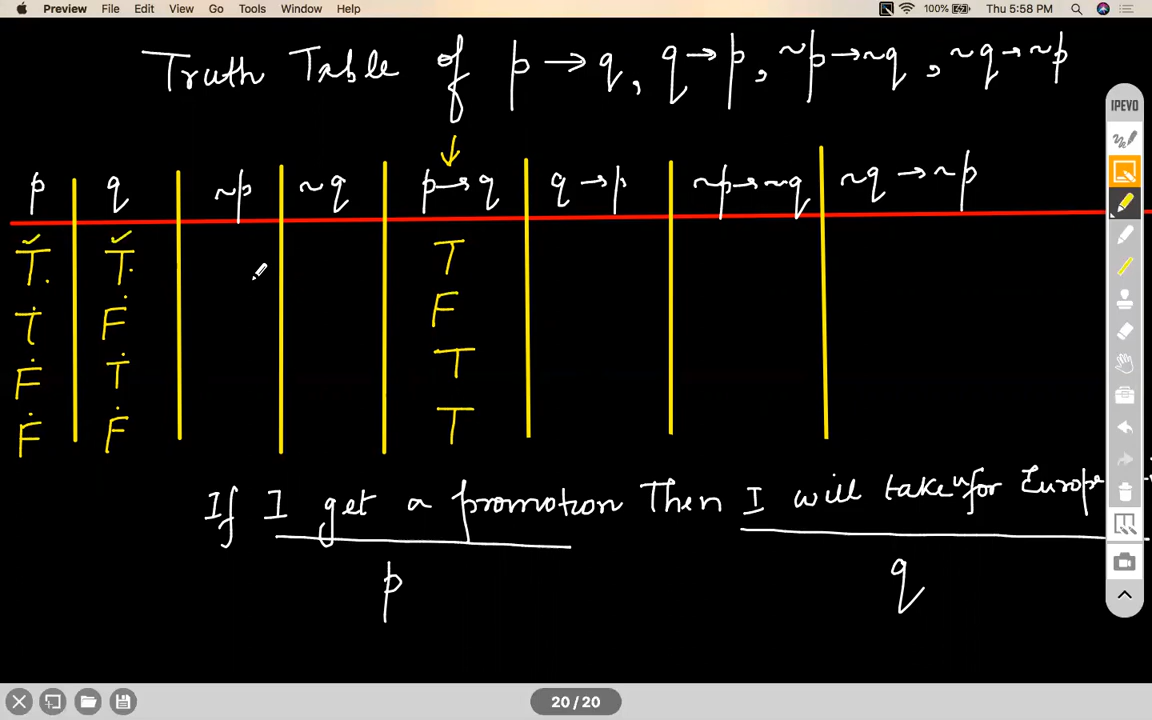 Preview File Edit View Go Tools Window Help 100% Thu 5:58 PM
Truth Table of p → q, q → p, ~p → ~q, ~q → ~p
IPEVO
p q ~p ~q p → q q → p ~p → ~q ~q → ~p
T T T
T F F
F T T
F F T
If I get a promotion Then I will take u for Europe
p q
20/20